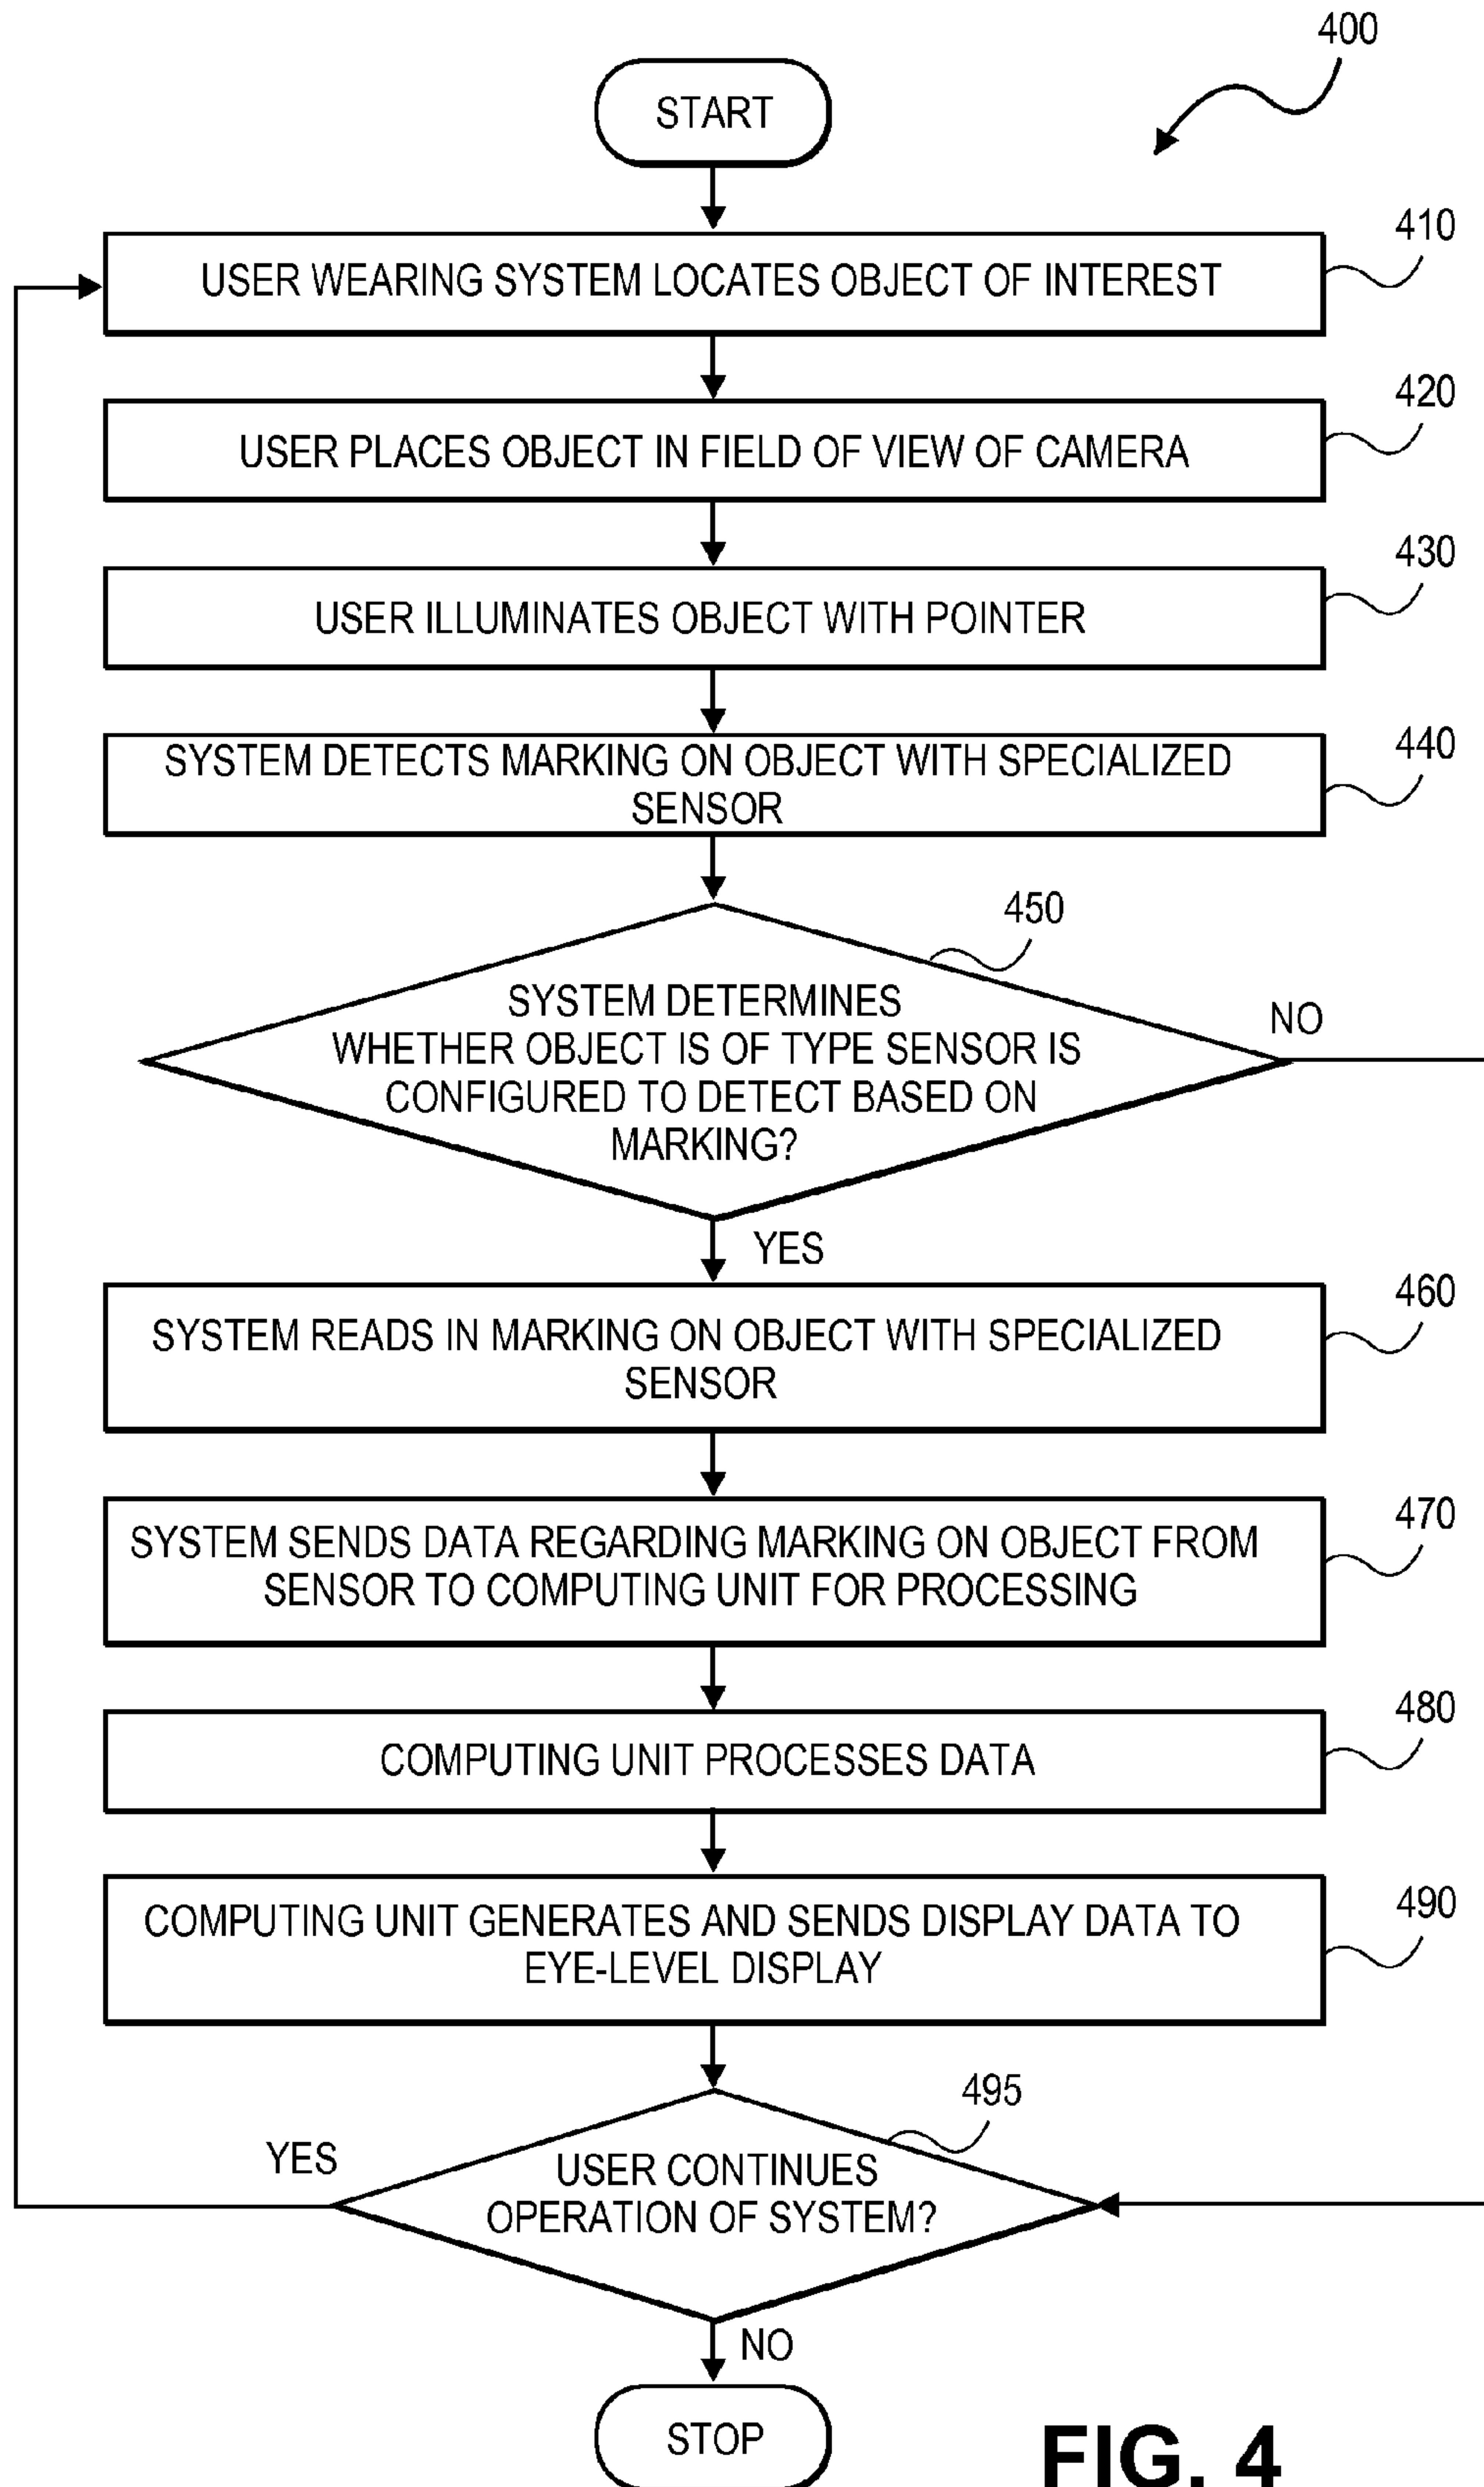 400
START
410
USER WEARING SYSTEM LOCATES OBJECT OF INTEREST
420
USER PLACES OBJECT IN FIELD OF VIEW OF CAMERA
430
USER ILLUMINATES OBJECT WITH POINTER
440
SYSTEM DETECTS MARKING ON OBJECT WITH SPECIALIZED
SENSOR
450
SYSTEM DETERMINES
WHETHER OBJECT IS OF TYPE SENSOR IS
CONFIGURED TO DETECT BASED ON
MARKING?
NO
YES
460
SYSTEM READS IN MARKING ON OBJECT WITH SPECIALIZED
SENSOR
470
SYSTEM SENDS DATA REGARDING MARKING ON OBJECT FROM
SENSOR TO COMPUTING UNIT FOR PROCESSING
480
COMPUTING UNIT PROCESSES DATA
490
COMPUTING UNIT GENERATES AND SENDS DISPLAY DATA TO
EYE-LEVEL DISPLAY
495
YES
USER CONTINUES
OPERATION OF SYSTEM?
NO
STOP
FIG. 4